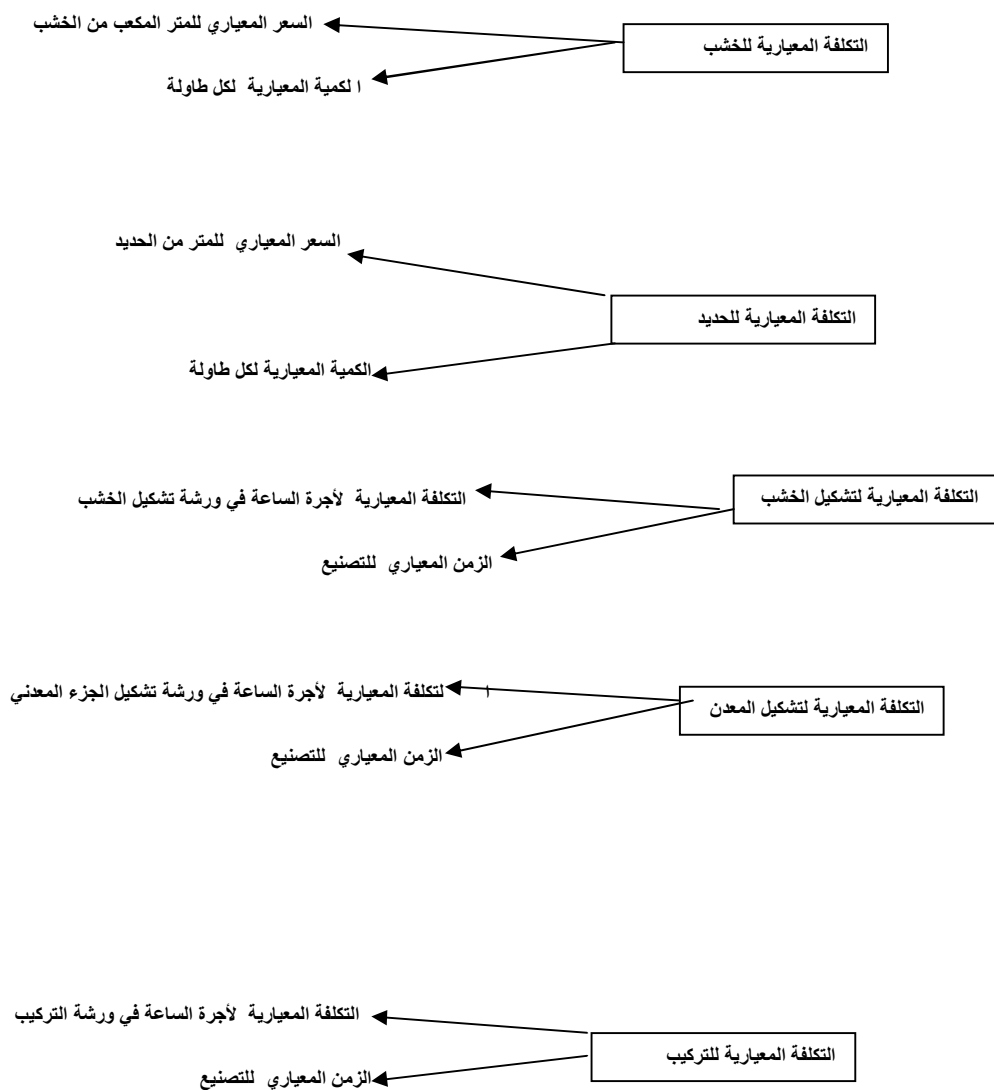 السعر المعياري للمتر المكعب من الخشب
التكلفة المعيارية للخشب
ا لكمية المعيارية لكل طاولة
السعر المعياري للمتر من الحديد
التكلفة المعيارية للحديد
الكمية المعيارية لكل طاولة
التكلفة المعيارية لتشكيل الخشب
التكلفة المعيارية لأجرة الساعة في ورشة تشكيل الخشب
الزمن المعياري للتصنيع
ا لتكلفة المعيارية لأجرة الساعة في ورشة تشكيل الجزء المعدني
التكلفة المعيارية لتشكيل المعدن
الزمن المعياري للتصنيع
التكلفة المعيارية لأجرة الساعة في ورشة التركيب
التكلفة المعيارية للتركيب
الزمن المعياري للتصنيع